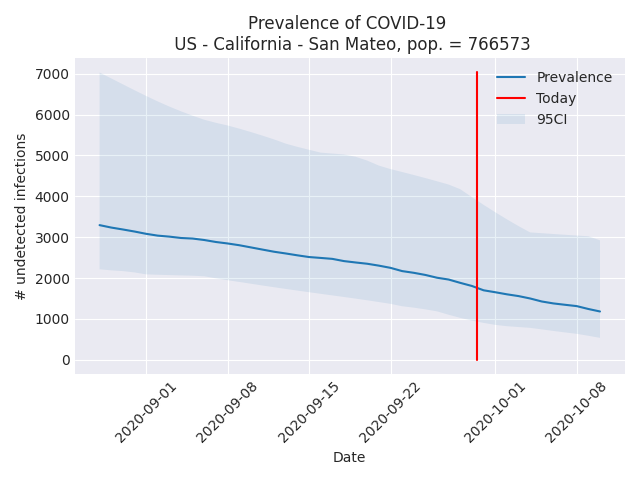 Prevalence of COVID-19
US - California - San Mateo, pop. = 766573
Prevalence
Today
95CI
7000
6000
5000
4000
3000
2000
1000
0
# undetected infections
2020-09-01
2020-09-08
2020-09-15
2020-09-22
2020-10-01
2020-10-08
Date